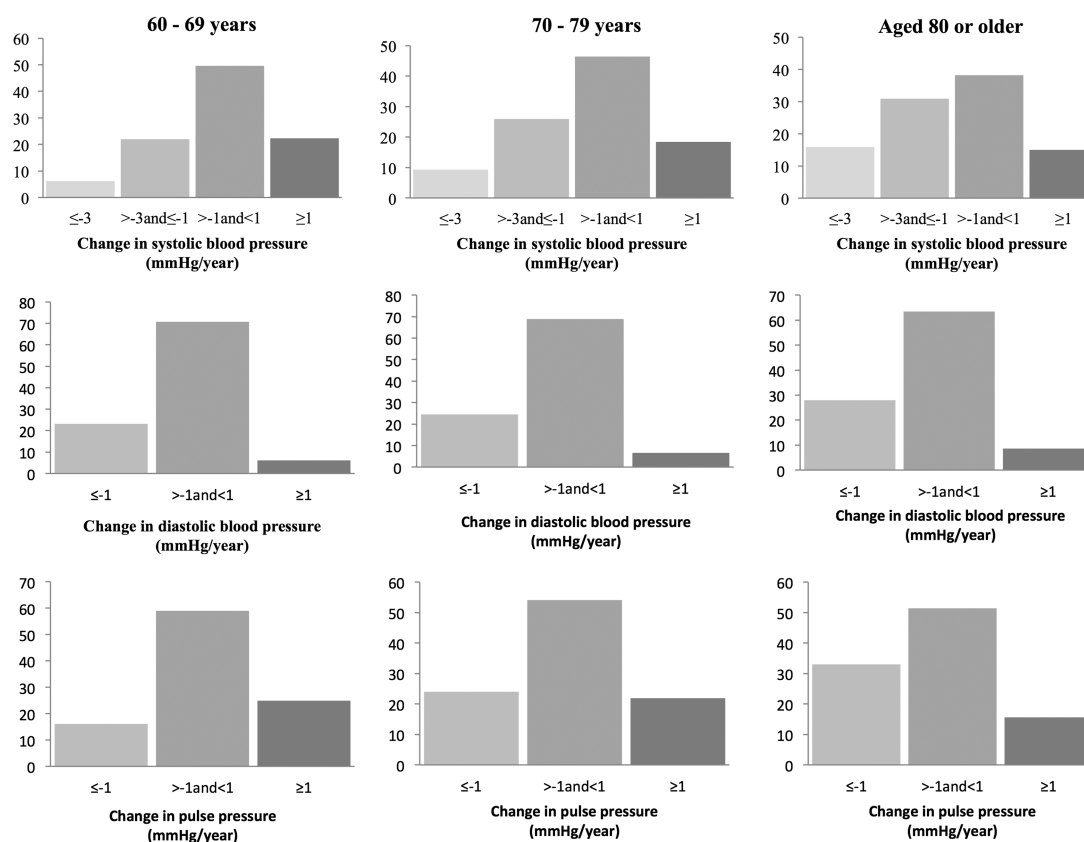 60 - 69 years
70 - 79 years
Aged 80 or older
60
50
40
30
20
10
0
≤-3 >-3and≤-1 >-1and<1 ≥1
Change in systolic blood pressure
(mmHg/year)
50
40
30
20
10
0
≤-3 >-3and≤-1 >-1and<1 ≥1
Change in systolic blood pressure
(mmHg/year)
50
40
30
20
10
0
≤-3 >-3and≤-1 >-1and<1 ≥1
Change in systolic blood pressure
(mmHg/year)
80
70
60
50
40
30
20
10
0
≤-1 >-1and<1 ≥1
Change in diastolic blood pressure
(mmHg/year)
80
70
60
50
40
30
20
10
0
≤-1 >-1and<1 ≥1
Change in diastolic blood pressure
(mmHg/year)
70
60
50
40
30
20
10
0
≤-1 >-1and<1 ≥1
Change in diastolic blood pressure
(mmHg/year)
70
60
50
40
30
20
10
0
≤-1 >-1and<1 ≥1
Change in pulse pressure
(mmHg/year)
60
50
40
30
20
10
0
≤-1 >-1and<1 ≥1
Change in pulse pressure
(mmHg/year)
60
50
40
30
20
10
0
≤-1 >-1and<1 ≥1
Change in pulse pressure
(mmHg/year)